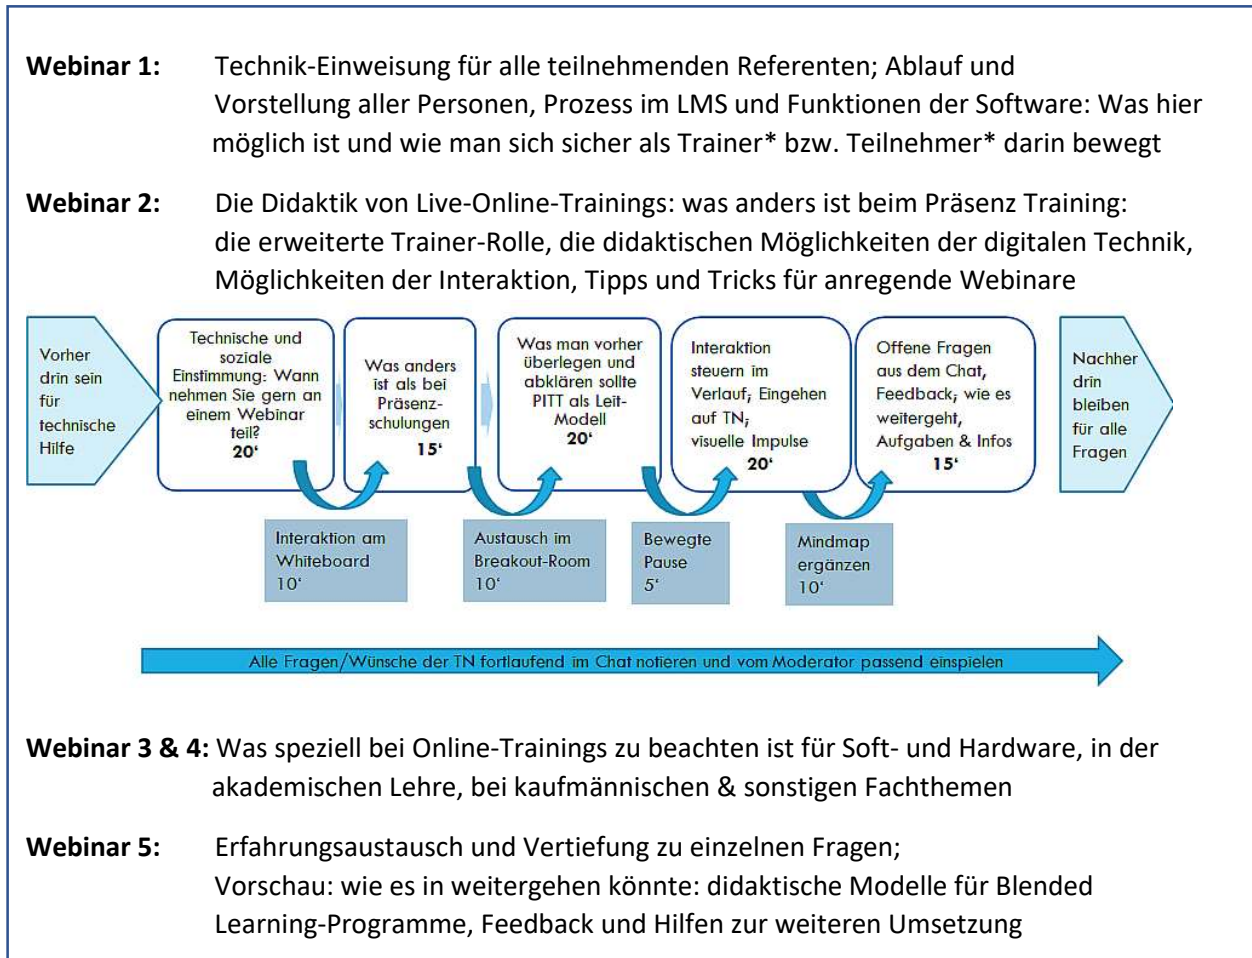 Webinar 1: Technik-Einweisung für alle teilnehmenden Referenten; Ablauf und
Vorstellung aller Personen, Prozess im LMS und Funktionen der Software: Was hier
möglich ist und wie man sich sicher als Trainer* bzw. Teilnehmer* darin bewegt
Webinar 2: Die Didaktik von Live-Online-Trainings: was anders ist beim Präsenz Training:
die erweiterte Trainer-Rolle, die didaktischen Möglichkeiten der digitalen Technik,
Möglichkeiten der Interaktion, Tipps und Tricks für anregende Webinare
Vorher
drin sein
für
technische
Hilfe
Technische und
soziale
Einstimmung: Wann
nehmen Sie gern an
einem Webinar
teil?
20‘
Was anders
ist als bei
Präsenz-
schulungen
15‘
Was man vorher
überlegen und
abklären sollte
PITT als Leit-
Modell
20‘
Interaktion
steuern im
Verlauf; Eingehen
auf TN;
visuelle Impulse
20‘
Offene Fragen
aus dem Chat,
Feedback; wie es
weitergeht,
Aufgaben & Infos
15‘
Nachher
drin
bleiben
für alle
Fragen
Interaktion am
Whiteboard
10‘
Austausch im
Breakout-Room
10‘
Bewegte
Pause
5‘
Mindmap
ergänzen
10‘
Alle Fragen/Wünsche der TN fortlaufend im Chat notieren und vom Moderator passend einspielen
Webinar 3 & 4: Was speziell bei Online-Trainings zu beachten ist für Soft- und Hardware, in der
akademischen Lehre, bei kaufmännischen & sonstigen Fachthemen
Webinar 5: Erfahrungsaustausch und Vertiefung zu einzelnen Fragen;
Vorschau: wie es in weitergehen könnte: didaktische Modelle für Blended
Learning-Programme, Feedback und Hilfen zur weiteren Umsetzung